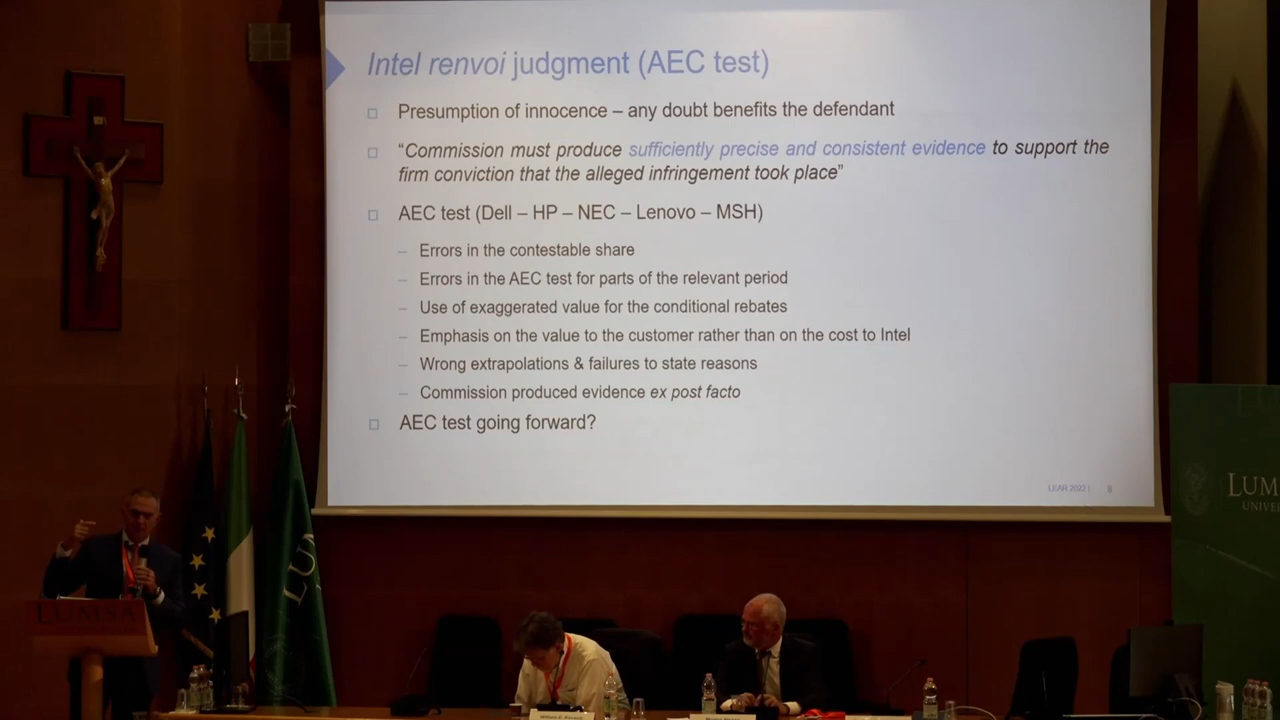 Intel renvoi judgment (AEC test)
Presumption of innocence – any doubt benefits the defendant
“Commission must produce sufficiently precise and consistent evidence to support the
firm conviction that the alleged infringement took place”
AEC test (Dell – HP – NEC – Lenovo – MSH)
– Errors in the contestable share
– Errors in the AEC test for parts of the relevant period
– Use of exaggerated value for the conditional rebates
– Emphasis on the value to the customer rather than on the cost to Intel
– Wrong extrapolations & failures to state reasons
– Commission produced evidence ex post facto
AEC test going forward?
LEAR 2022 |
LUMSA
LU
LUMS
UNIVER